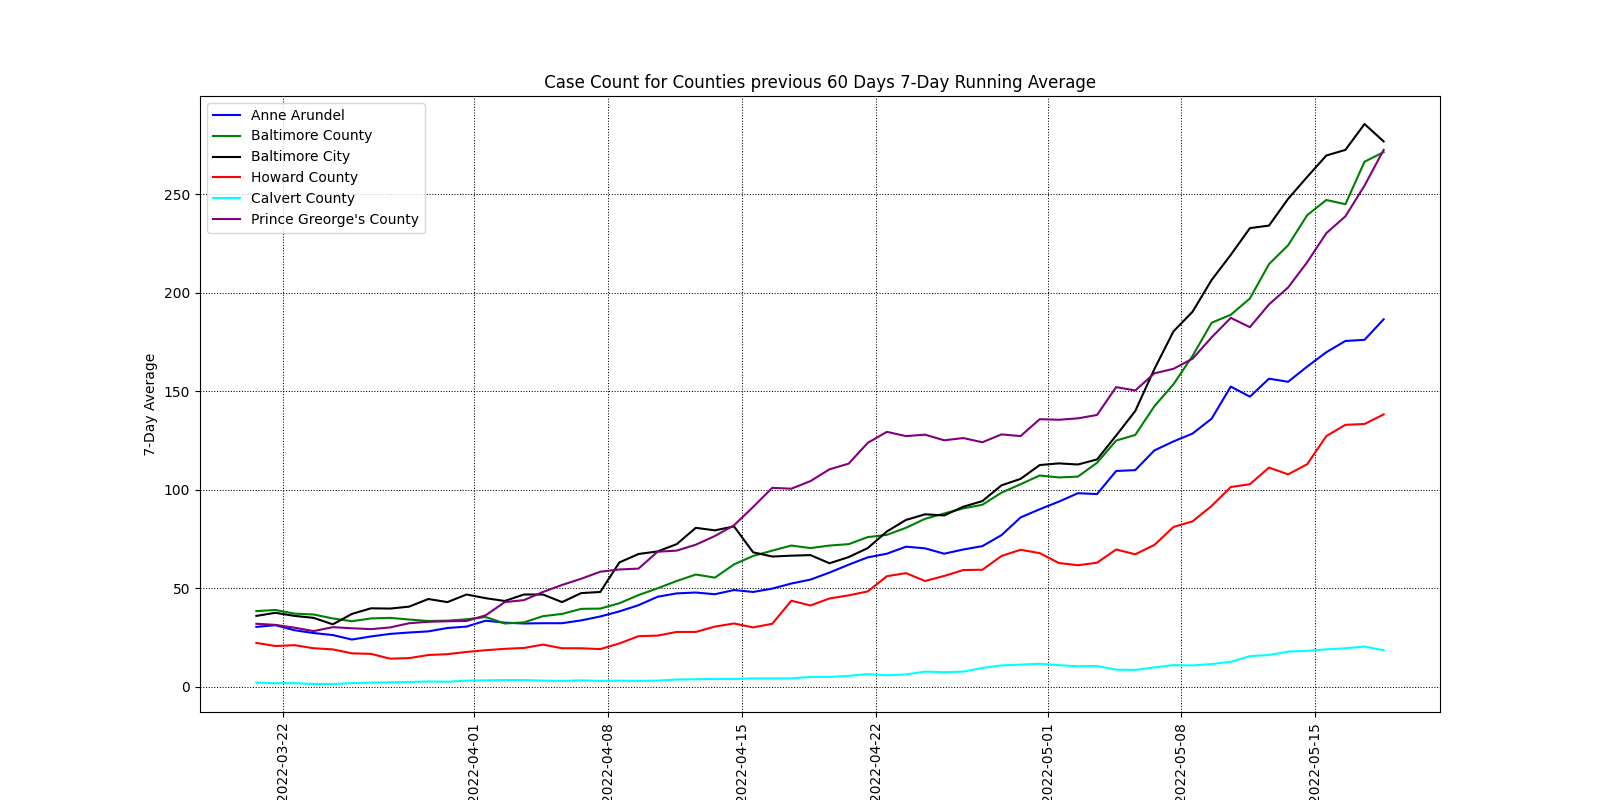 Case Count for Counties previous 60 Days 7-Day Running Average
Anne Arundel
Baltimore County
Baltimore City
Howard County
Calvert County
Prince Greorge's County
7-Day Average
250
200
150
100
50
0
2022-03-22
2022-04-01
2022-04-08
2022-04-15
2022-04-22
2022-05-01
2022-05-08
2022-05-15